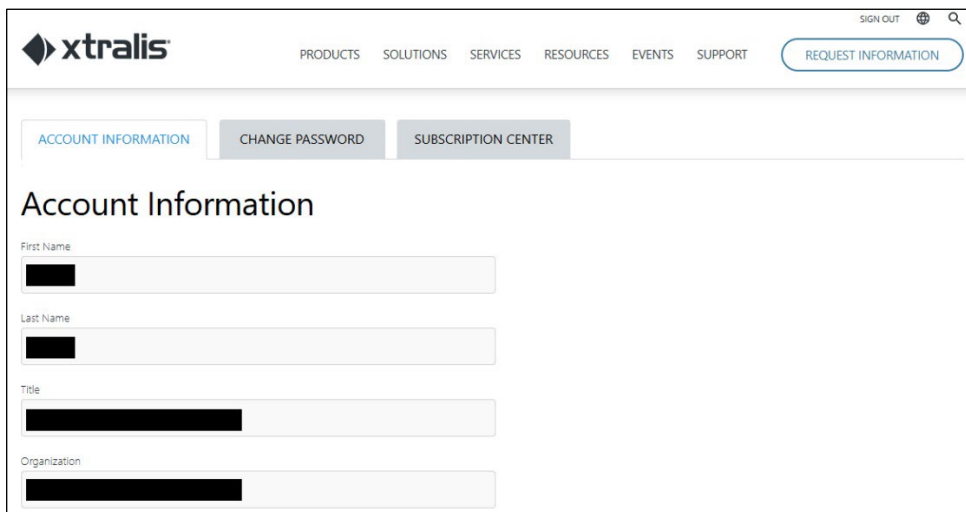 SIGN OUT
xtralis
PRODUCTS SOLUTIONS SERVICES RESOURCES EVENTS SUPPORT REQUEST INFORMATION
ACCOUNT INFORMATION CHANGE PASSWORD SUBSCRIPTION CENTER
Account Information
First Name
Last Name
Title
Organization